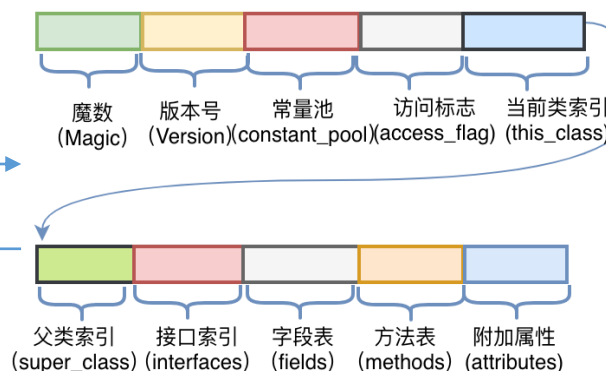 魔数 版本号 常量池 访问标志 当前类索引
(Magic) (Version) (constant_pool) (access_flag) (this_class)
父类索引 接口索引 字段表 方法表 附加属性
(super_class) (interfaces) (fields) (methods) (attributes)